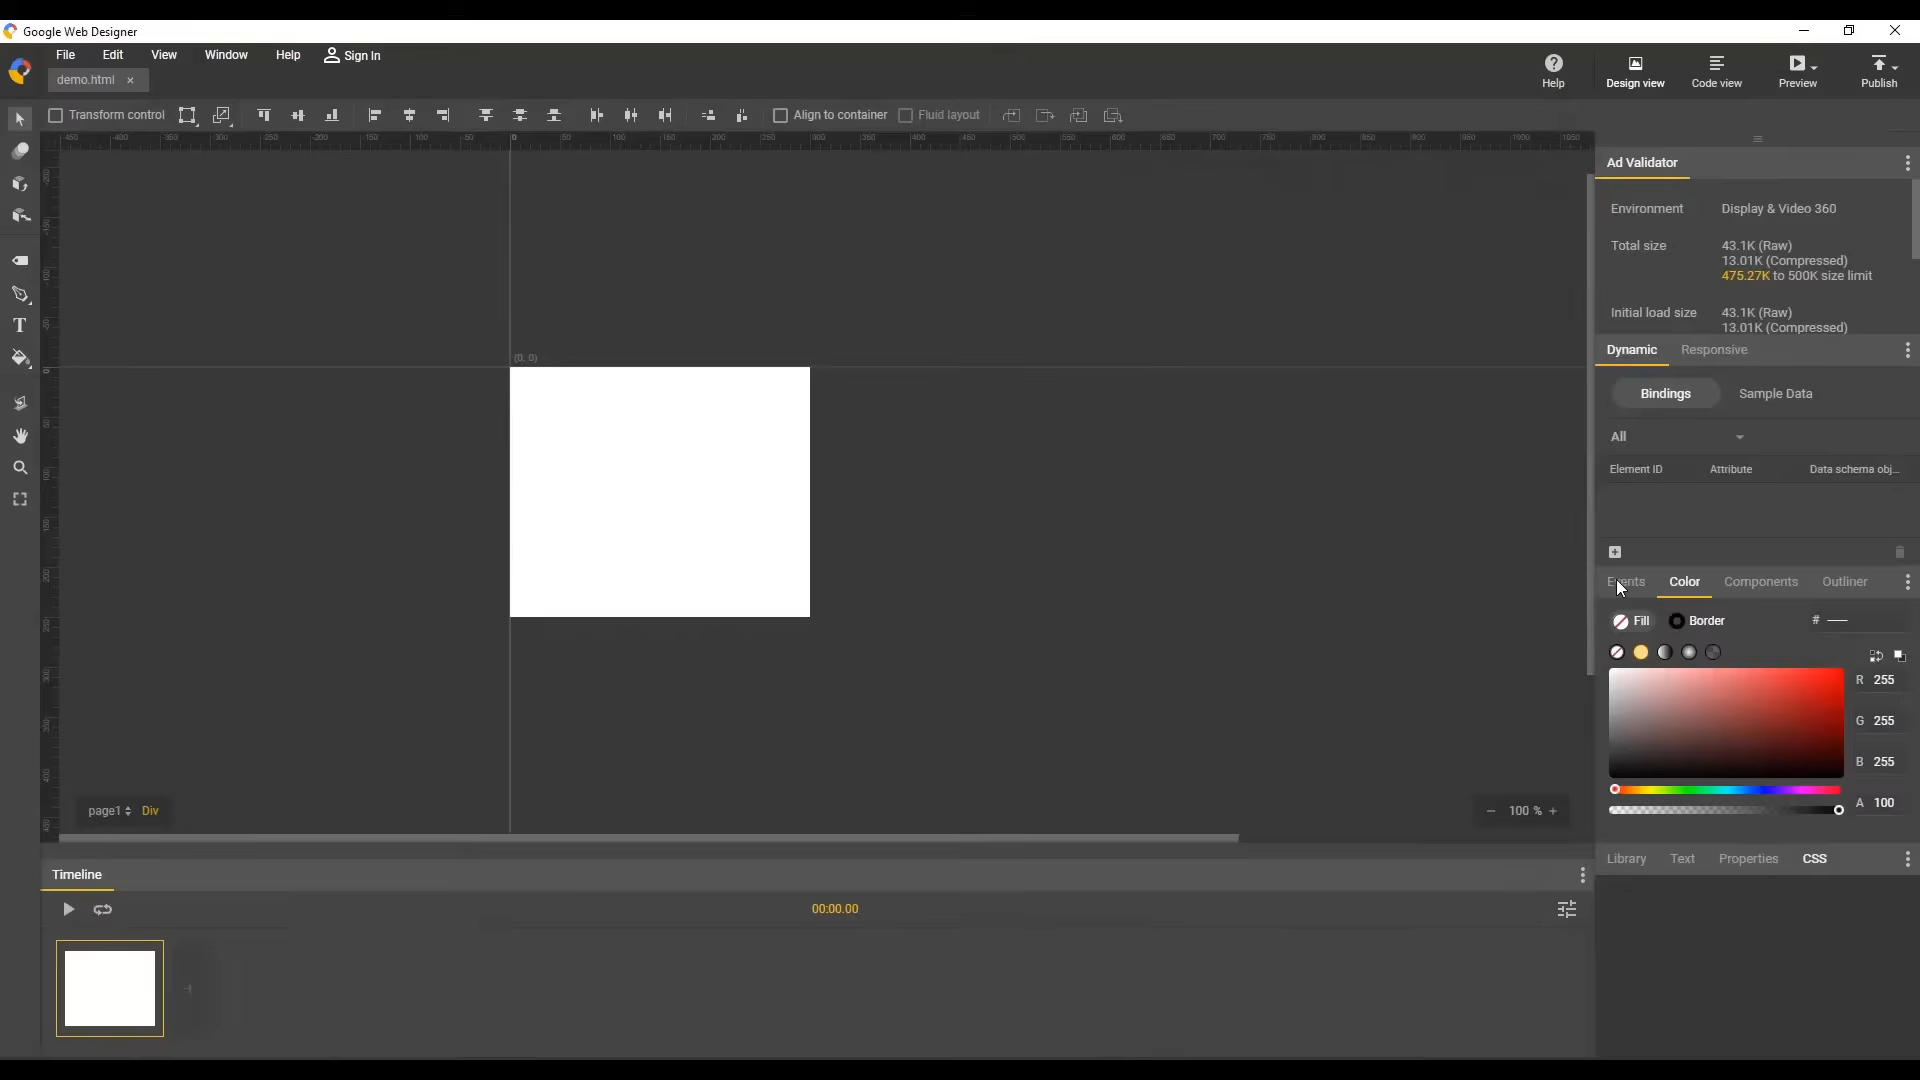 Google Web Designer
File Edit View Window Help Sign In
demo.html ×
Help Design view Code view Preview Publish
Transform control Align to container Fluid layout
Ad Validator
Environment Display & Video 360
Total size 43.1K (Raw)
13.01K (Compressed)
475.27K to 500K size limit
Initial load size 43.1K (Raw)
13.01K (Compressed)
(0, 0)
Dynamic Responsive
Bindings Sample Data
All
Element ID Attribute Data schema obj...
Events Color Components Outliner
Fill Border #
R 255
G 255
B 255
A 100
page1 Div
100 %
Library Text Properties CSS
Timeline
00:00.00